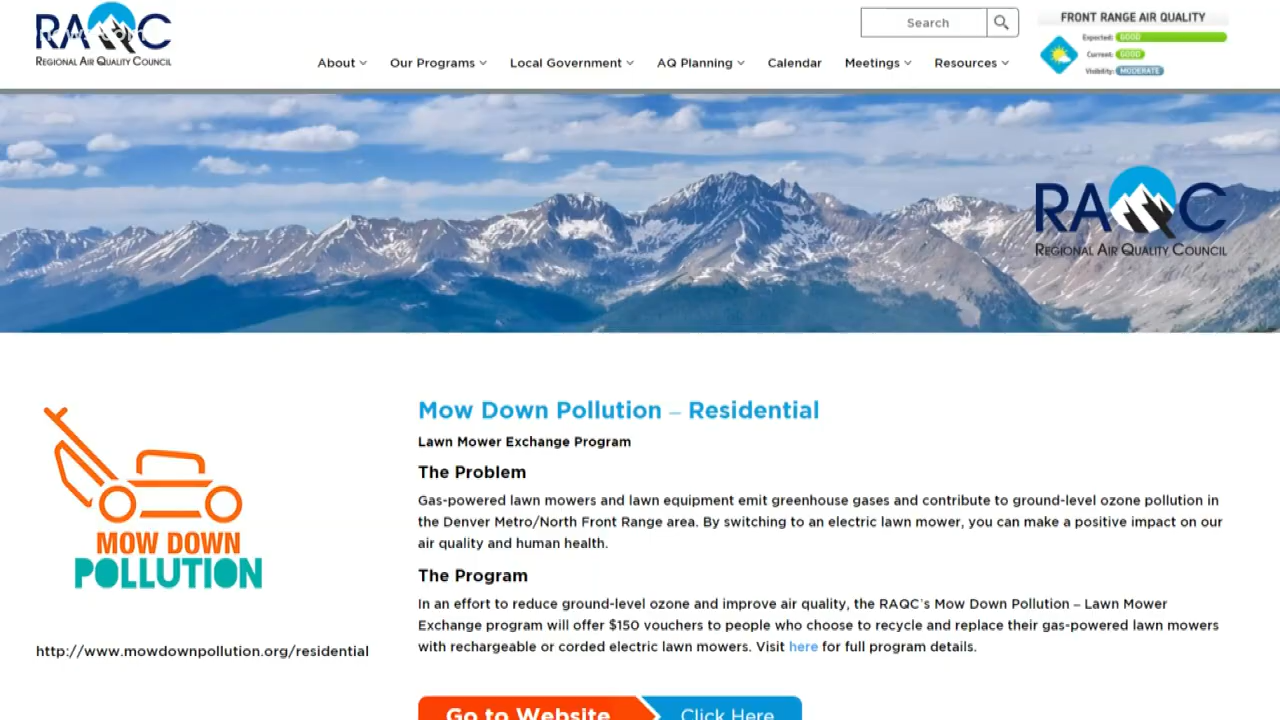 RAQC
REGIONAL AIR QUALITY COUNCIL
Search
FRONT RANGE AIR QUALITY
Expected: GOOD
Current: GOOD
Visibility: MODERATE
About
Our Programs
Local Government
AQ Planning
Calendar
Meetings
Resources
RAQC
REGIONAL AIR QUALITY COUNCIL
MOW DOWN
POLLUTION
http://www.mowdownpollution.org/residential
Mow Down Pollution – Residential
Lawn Mower Exchange Program
The Problem
Gas-powered lawn mowers and lawn equipment emit greenhouse gases and contribute to ground-level ozone pollution in
the Denver Metro/North Front Range area. By switching to an electric lawn mower, you can make a positive impact on our
air quality and human health.
The Program
In an effort to reduce ground-level ozone and improve air quality, the RAQC's Mow Down Pollution – Lawn Mower
Exchange program will offer $150 vouchers to people who choose to recycle and replace their gas-powered lawn mowers
with rechargeable or corded electric lawn mowers. Visit here for full program details.
Go to Website
Click Here